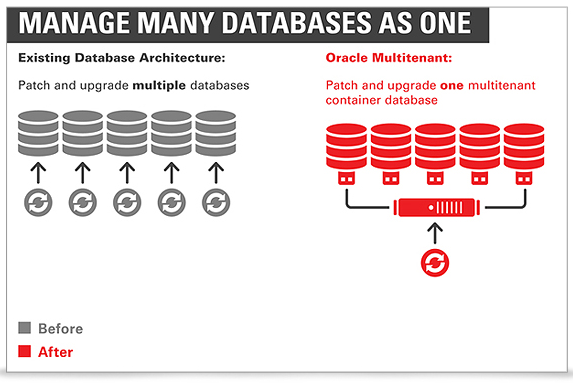 MANAGE MANY DATABASES AS ONE
Existing Database Architecture:
Patch and upgrade multiple databases
Oracle Multitenant:
Patch and upgrade one multitenant
container database
Before
After